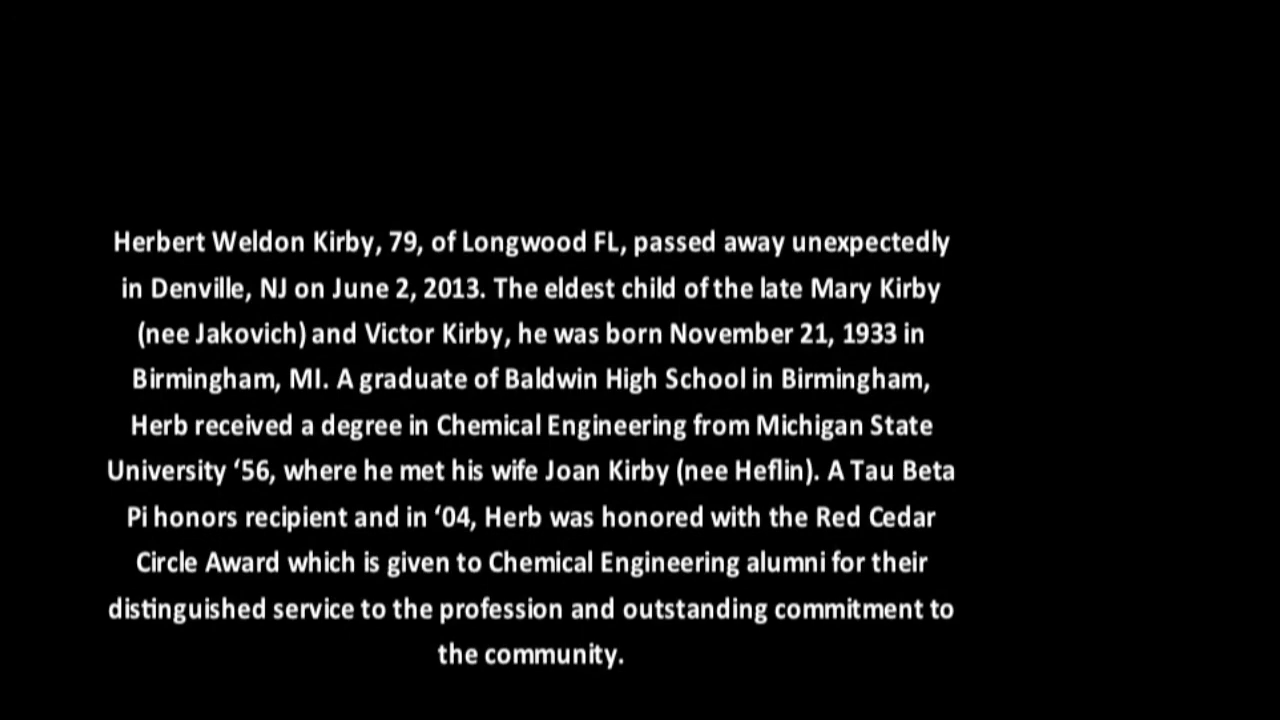 Herbert Weldon Kirby, 79, of Longwood FL, passed away unexpectedly
in Denville, NJ on June 2, 2013. The eldest child of the late Mary Kirby
(nee Jakovich) and Victor Kirby, he was born November 21, 1933 in
Birmingham, MI. A graduate of Baldwin High School in Birmingham,
Herb received a degree in Chemical Engineering from Michigan State
University ‘56, where he met his wife Joan Kirby (nee Heflin). A Tau Beta
Pi honors recipient and in ‘04, Herb was honored with the Red Cedar
Circle Award which is given to Chemical Engineering alumni for their
distinguished service to the profession and outstanding commitment to
the community.